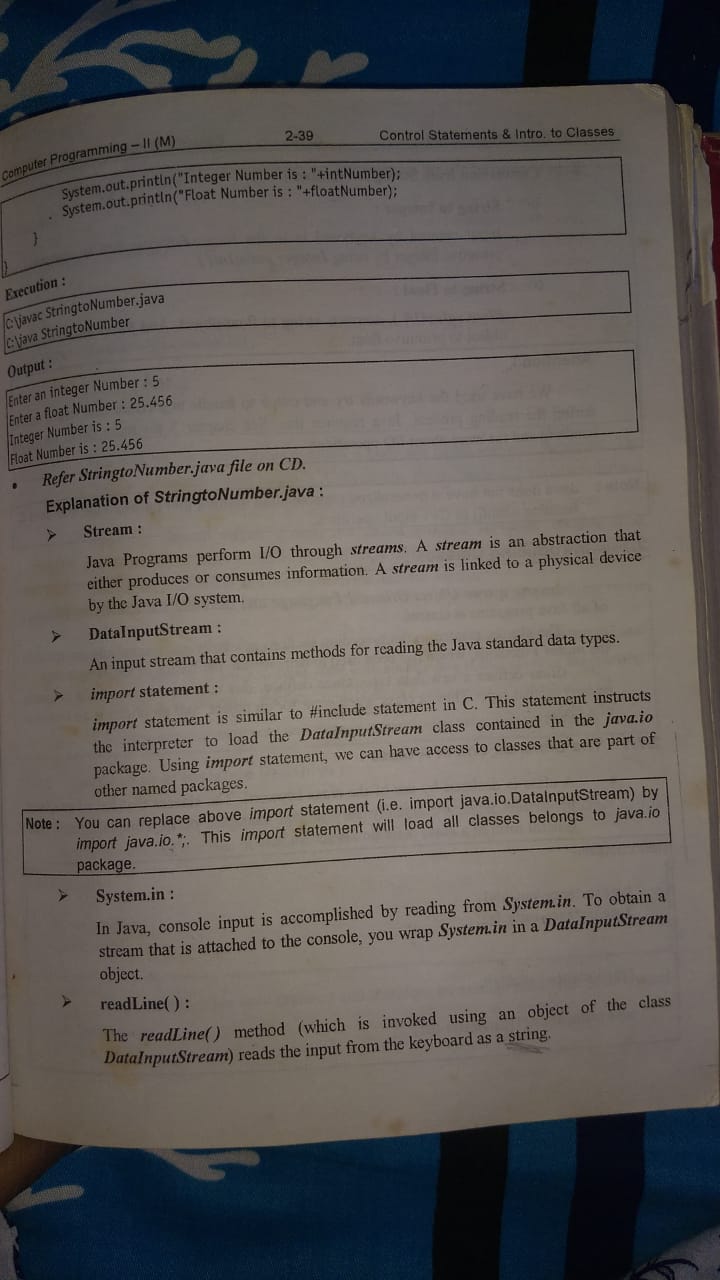 Computer Programming – II (M) 2-39 Control Statements & Intro. to Classes
System.out.println("Integer Number is : "+intNumber);
System.out.println("Float Number is : "+floatNumber);
}
}
Execution :
C:\javac StringtoNumber.java
C:\java StringtoNumber
Output :
Enter an integer Number : 5
Enter a float Number : 25.456
Integer Number is : 5
Float Number is : 25.456
• Refer StringtoNumber.java file on CD.
Explanation of StringtoNumber.java :
➢ Stream :
Java Programs perform I/O through streams. A stream is an abstraction that
either produces or consumes information. A stream is linked to a physical device
by the Java I/O system.
➢ DataInputStream :
An input stream that contains methods for reading the Java standard data types.
➢ import statement :
import statement is similar to #include statement in C. This statement instructs
the interpreter to load the DataInputStream class contained in the java.io
package. Using import statement, we can have access to classes that are part of
other named packages.
Note : You can replace above import statement (i.e. import java.io.DataInputStream) by
import java.io.*;. This import statement will load all classes belongs to java.io
package.
➢ System.in :
In Java, console input is accomplished by reading from System.in. To obtain a
stream that is attached to the console, you wrap System.in in a DataInputStream
object.
➢ readLine( ) :
The readLine() method (which is invoked using an object of the class
DataInputStream) reads the input from the keyboard as a string.